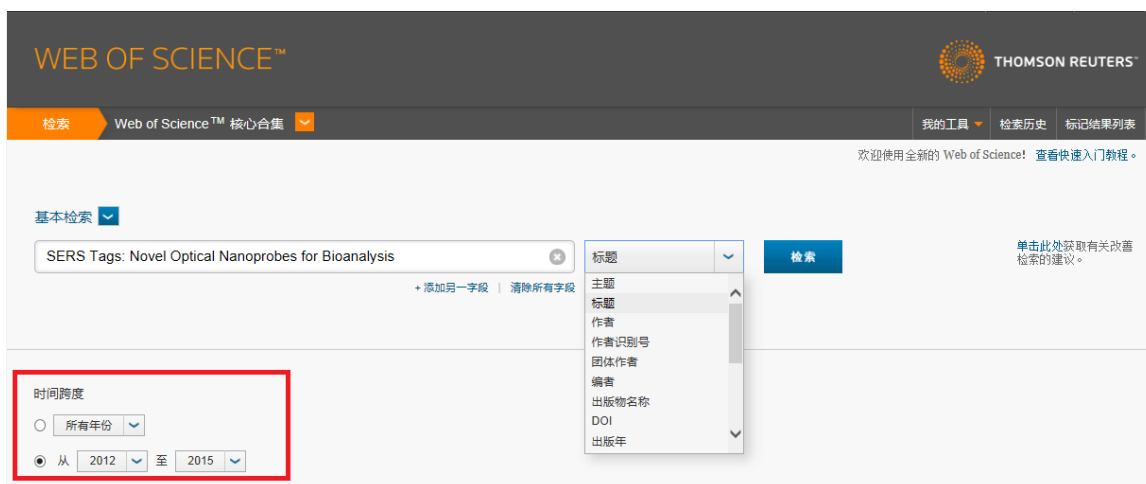 WEB OF SCIENCE™
THOMSON REUTERS™
检索 Web of Science™ 核心合集 我的工具 检索历史 标记结果列表
欢迎使用全新的 Web of Science! 查看快速入门教程。
基本检索
SERS Tags: Novel Optical Nanoprobes for Bioanalysis 标题 检索
单击此处获取有关改善
检索的建议。
+ 添加另一字段 | 清除所有字段
主题
标题
作者
作者识别号
团体作者
编者
出版物名称
DOI
出版年
时间跨度
所有年份
从 2012 至 2015